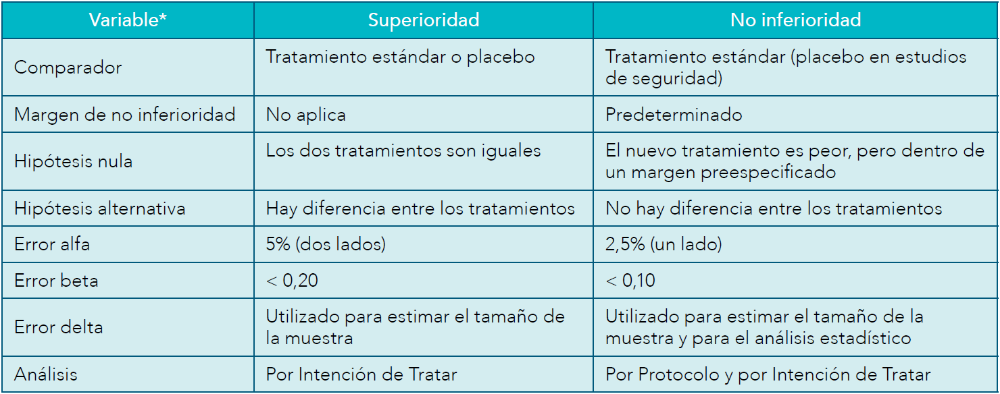 Variable* Superioridad No inferioridad
Comparador Tratamiento estándar o placebo Tratamiento estándar (placebo en estudios
de seguridad)
Margen de no inferioridad No aplica Predeterminado
Hipótesis nula Los dos tratamientos son iguales El nuevo tratamiento es peor, pero dentro de
un margen preespecificado
Hipótesis alternativa Hay diferencia entre los tratamientos No hay diferencia entre los tratamientos
Error alfa 5% (dos lados) 2,5% (un lado)
Error beta < 0,20 < 0,10
Error delta Utilizado para estimar el tamaño de Utilizado para estimar el tamaño de la
la muestra muestra y para el análisis estadístico
Análisis Por Intención de Tratar Por Protocolo y por Intención de Tratar